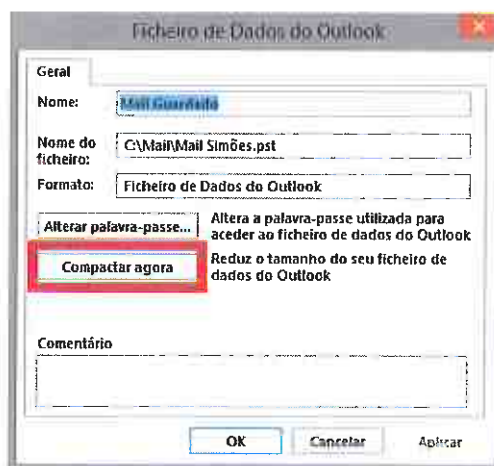 Ficheiro de Dados do Outlook
Geral
Nome:
Mail Guardado
Nome do
ficheiro:
C:\Mail\Mail Simões.pst
Formato:
Ficheiro de Dados do Outlook
Alterar palavra-passe...
Altera a palavra-passe utilizada para
aceder ao ficheiro de dados do Outlook
Compactar agora
Reduz o tamanho do seu ficheiro de
dados do Outlook
Comentário
OK
Cancelar
Aplicar